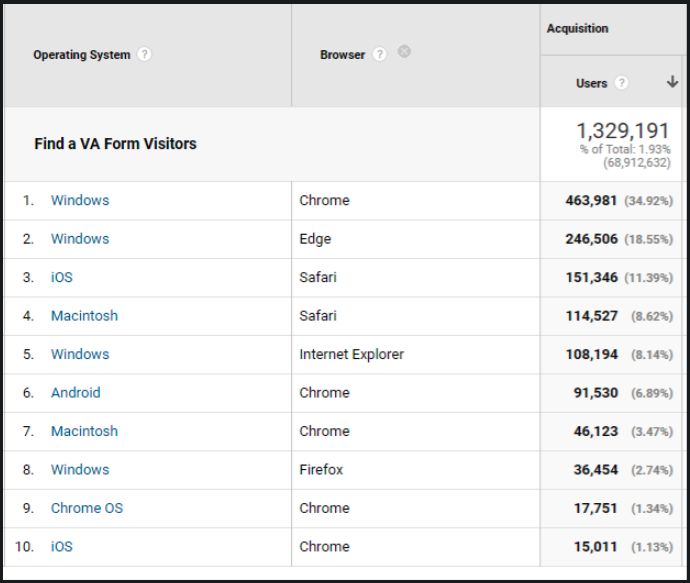 Acquisition
Operating System ? Browser ?
Users ?
Find a VA Form Visitors
1,329,191
% of Total: 1.93%
(68,912,632)
1. Windows Chrome 463,981 (34.92%)
2. Windows Edge 246,506 (18.55%)
3. iOS Safari 151,346 (11.39%)
4. Macintosh Safari 114,527 (8.62%)
5. Windows Internet Explorer 108,194 (8.14%)
6. Android Chrome 91,530 (6.89%)
7. Macintosh Chrome 46,123 (3.47%)
8. Windows Firefox 36,454 (2.74%)
9. Chrome OS Chrome 17,751 (1.34%)
10. iOS Chrome 15,011 (1.13%)